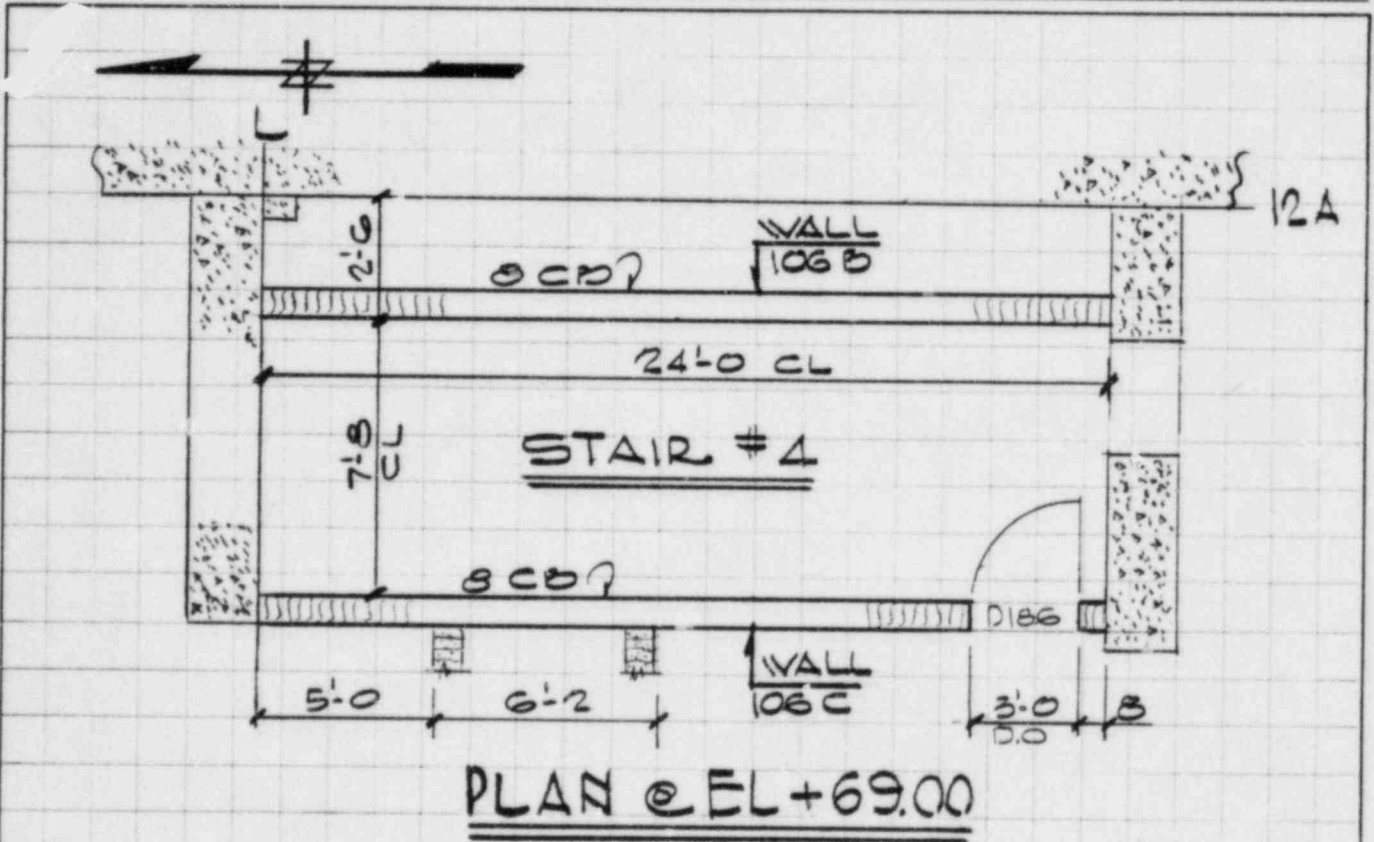 N
L
12A
2'-6
WALL
106 B
8 CB
24'-0 CL
7'-8
CL
STAIR #4
8 CB
D186
WALL
106 C
5'-0
6'-2
3'-0
D.O
8
PLAN @ EL +69.00